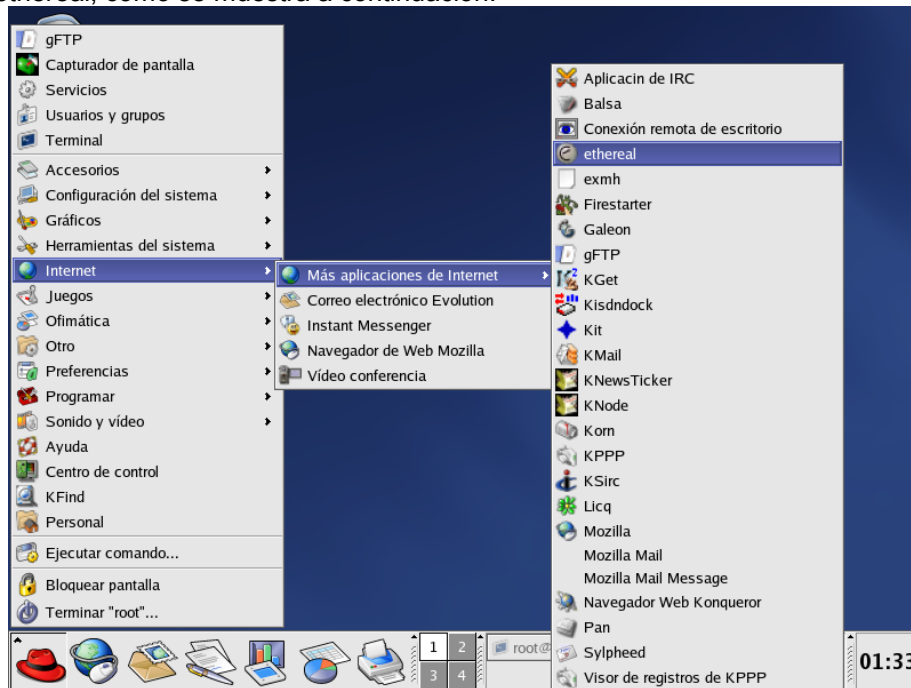 ethereal, como se muestra a continuación:
gFTP
Capturador de pantalla
Servicios
Usuarios y grupos
Terminal
Accesorios
Configuración del sistema
Gráficos
Herramientas del sistema
Internet
Juegos
Ofimática
Otro
Preferencias
Programar
Sonido y vídeo
Ayuda
Centro de control
KFind
Personal
Ejecutar comando...
Bloquear pantalla
Terminar "root"...
Más aplicaciones de Internet
Correo electrónico Evolution
Instant Messenger
Navegador de Web Mozilla
Vídeo conferencia
Aplicacin de IRC
Balsa
Conexión remota de escritorio
ethereal
exmh
Firestarter
Galeon
gFTP
KGet
Kisdndock
Kit
KMail
KNewsTicker
KNode
Korn
KPPP
KSirc
Licq
Mozilla
Mozilla Mail
Mozilla Mail Message
Navegador Web Konqueror
Pan
Sylpheed
Visor de registros de KPPP
1 2
3 4
root@
01:33